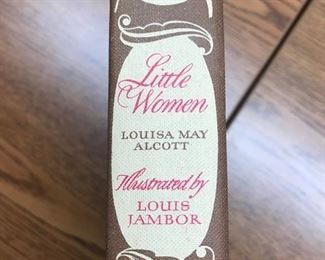 Little
Women
LOUISA MAY
ALCOTT
Illustrated by
LOUIS
JAMBOR